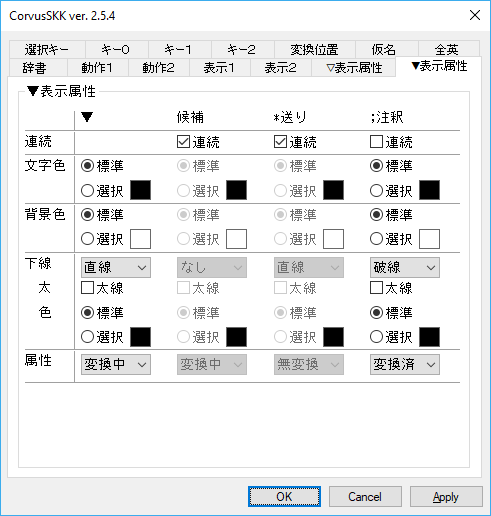 CorvusSKK ver. 2.5.4
選択キー キー0 キー1 キー2 変換位置 仮名 全英
辞書 動作1 動作2 表示1 表示2 ▽表示属性 ▼表示属性
▼表示属性
▼ 候補 *送り ;注釈
連続 連続 連続 連続
文字色 標準 標準 標準 標準
選択 選択 選択 選択
背景色 標準 標準 標準 標準
選択 選択 選択 選択
下線 直線 なし 直線 破線
太 太線 太線 太線 太線
色 標準 標準 標準 標準
選択 選択 選択 選択
属性 変換中 変換中 無変換 変換済
OK Cancel Apply